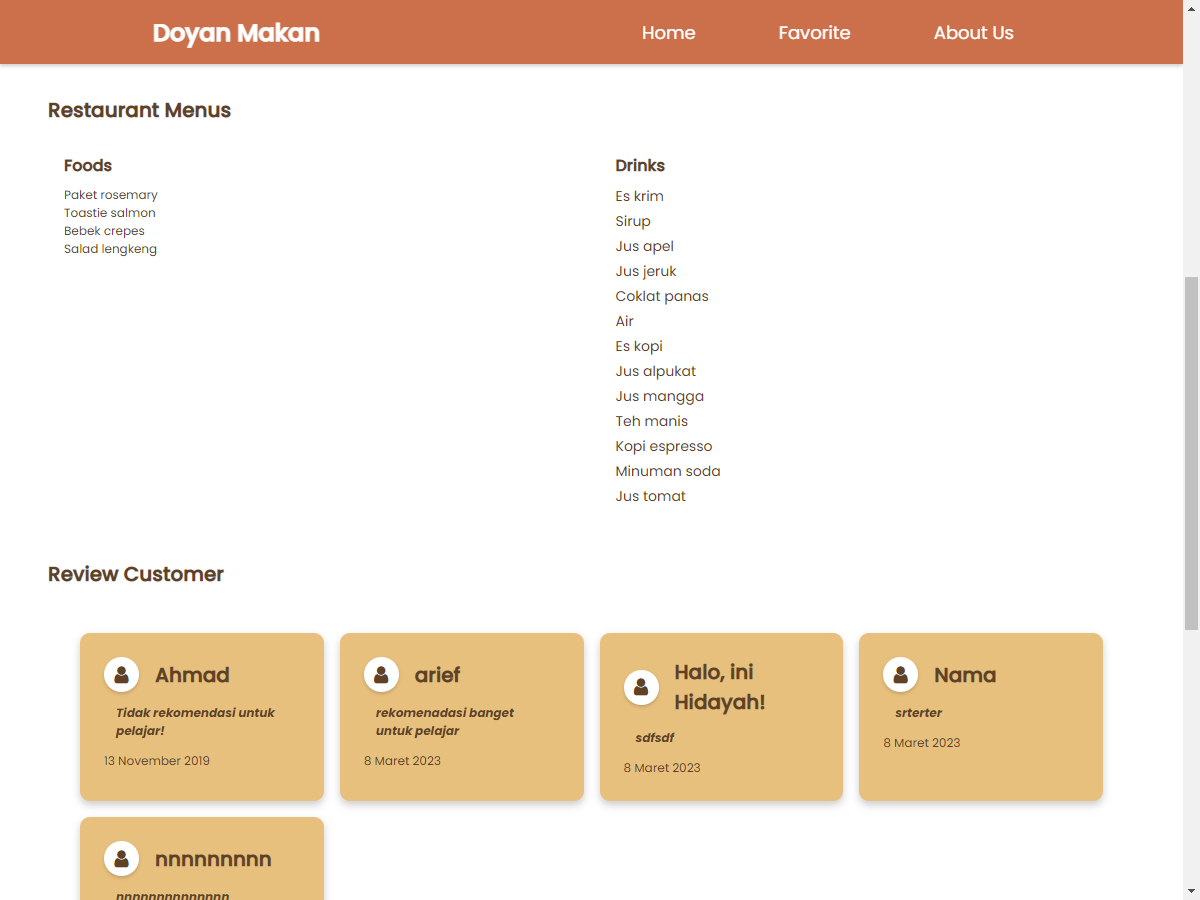 Doyan Makan
Home
Favorite
About Us
Restaurant Menus
Foods
Paket rosemary
Toastie salmon
Bebek crepes
Salad lengkeng
Drinks
Es krim
Sirup
Jus apel
Jus jeruk
Coklat panas
Air
Es kopi
Jus alpukat
Jus mangga
Teh manis
Kopi espresso
Minuman soda
Jus tomat
Review Customer
Ahmad
Tidak rekomendasi untuk
pelajar!
13 November 2019
arief
rekomenadasi banget
untuk pelajar
8 Maret 2023
Halo, ini
Hidayah!
sdfsdf
8 Maret 2023
Nama
srterter
8 Maret 2023
nnnnnnnnn